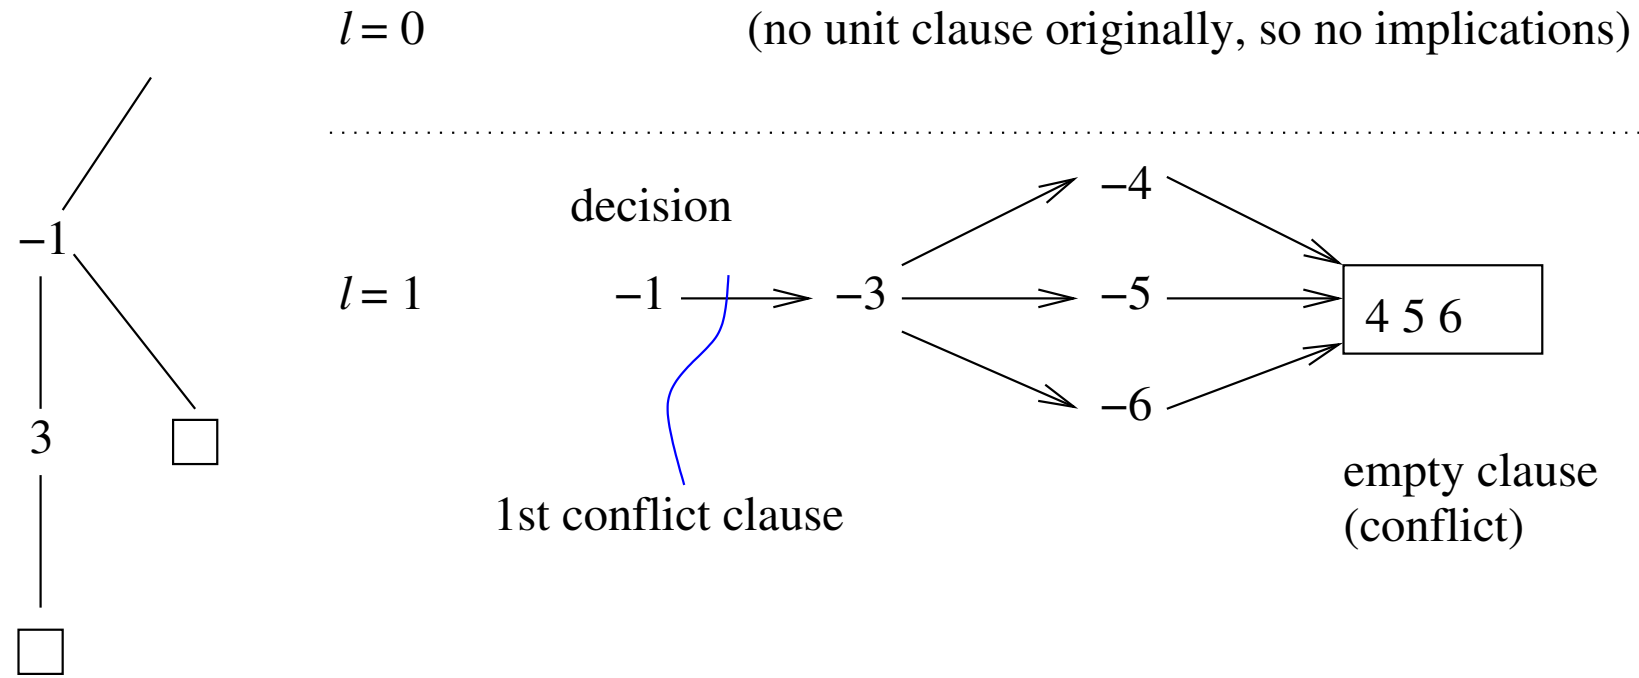 l = 0
(no unit clause originally, so no implications)
decision
−4
−1
l = 1
−1
−3
−5
4 5 6
−6
3
1st conflict clause
empty clause
(conflict)